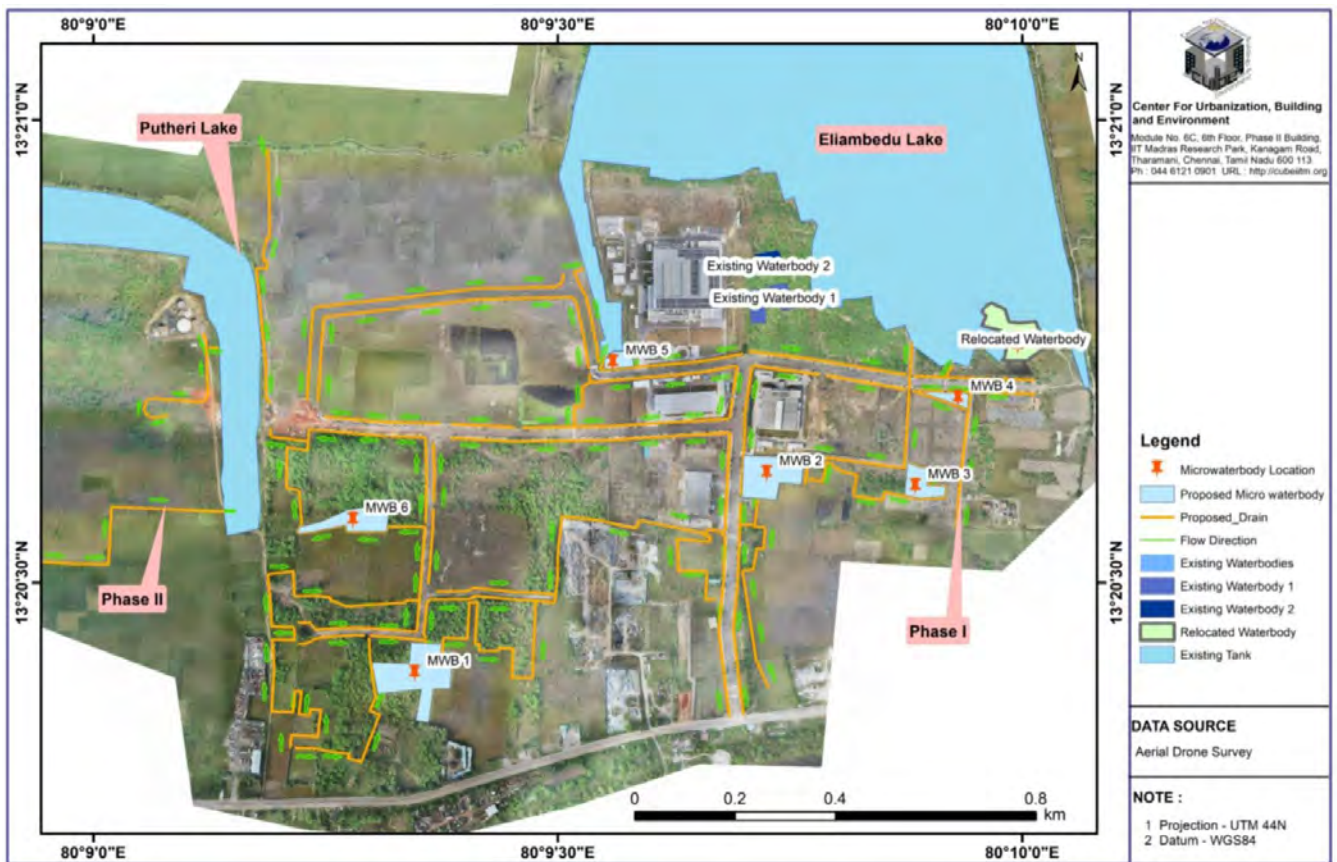 80°9'0"E
80°9'30"E
80°10'0"E
13°21'0"N
13°20'30"N
13°21'0"N
13°20'30"N
N
Putheri Lake
Eliambedu Lake
Existing Waterbody 2
Existing Waterbody 1
Relocated Waterbody
MWB 5
MWB 4
MWB 2
MWB 3
MWB 6
Phase II
Phase I
MWB 1
0
0.2
0.4
0.8
km
80°9'0"E
80°9'30"E
80°10'0"E
CUBE
Center For Urbanization, Building
and Environment
Module No. 6C, 6th Floor, Phase II Building,
IIT Madras Research Park, Kanagam Road,
Tharamani, Chennai, Tamil Nadu 600 113.
Ph : 044 6121 0901 URL : http://cubeiitm.org
Legend
Microwaterbody Location
Proposed Micro waterbody
Proposed_Drain
Flow Direction
Existing Waterbodies
Existing Waterbody 1
Existing Waterbody 2
Relocated Waterbody
Existing Tank
DATA SOURCE
Aerial Drone Survey
NOTE :
1 Projection - UTM 44N
2 Datum - WGS84